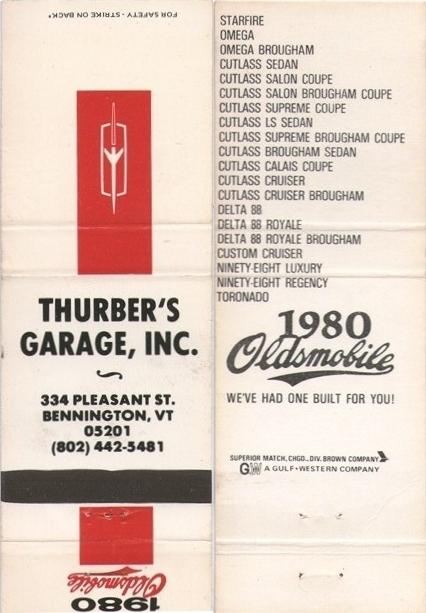 FOR SAFETY - STRIKE ON BACK"
THURBER'S
GARAGE, INC.
334 PLEASANT ST.
BENNINGTON, VT
05201
(802) 442-5481
Oldsmobile
1980
STARFIRE
OMEGA
OMEGA BROUGHAM
CUTLASS SEDAN
CUTLASS SALON COUPE
CUTLASS SALON BROUGHAM COUPE
CUTLASS SUPREME COUPE
CUTLASS LS SEDAN
CUTLASS SUPREME BROUGHAM COUPE
CUTLASS BROUGHAM SEDAN
CUTLASS CALAIS COUPE
CUTLASS CRUISER
CUTLASS CRUISER BROUGHAM
DELTA 88
DELTA 88 ROYALE
DELTA 88 ROYALE BROUGHAM
CUSTOM CRUISER
NINETY-EIGHT LUXURY
NINETY-EIGHT REGENCY
TORONADO
1980
Oldsmobile
WE'VE HAD ONE BUILT FOR YOU!
SUPERIOR MATCH, CHGO., DIV. BROWN COMPANY
GW A GULF+WESTERN COMPANY